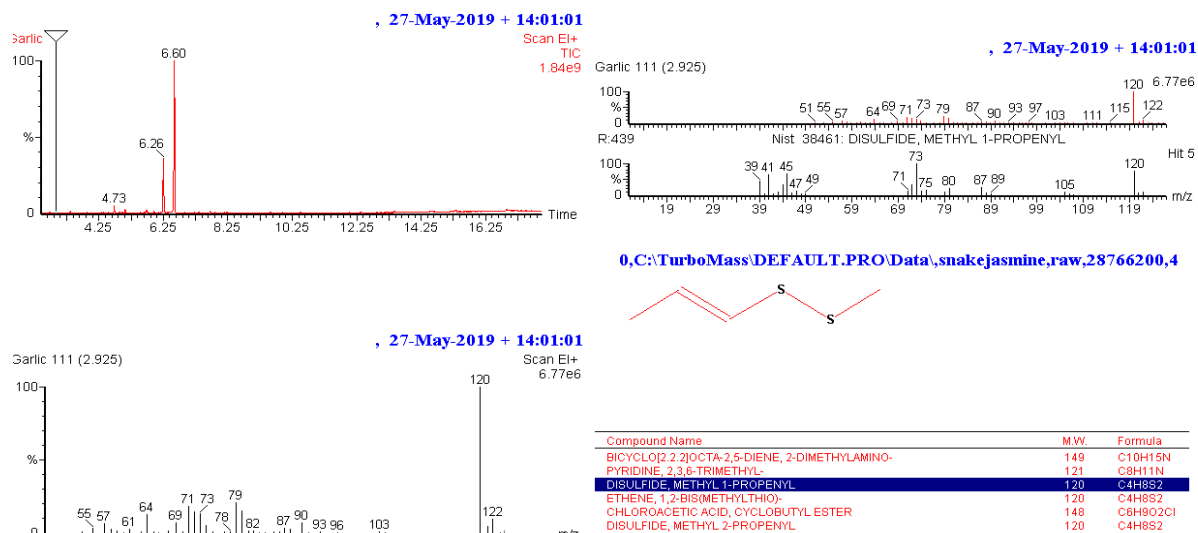 , 27-May-2019 + 14:01:01
Scan EI+
TIC
1.84e9
100
%
0
6.60
6.26
4.73
4.25 6.25 8.25 10.25 12.25 14.25 16.25
Time
, 27-May-2019 + 14:01:01
Garlic 111 (2.925)
6.77e6
100
%
0
51 55 57 64 69 71 73 79 87 90 93 97 103 111 115 120 122
R:439 Nist 38461: DISULFIDE, METHYL 1-PROPENYL Hit 5
100
%
0
39 41 45 47 49 71 73 75 80 87 89 105 120
19 29 39 49 59 69 79 89 99 109 119
m/z
0,C:\TurboMass\DEFAULT.PRO\Data\,snakejasmine,raw,28766200,4
S
S
, 27-May-2019 + 14:01:01
Garlic 111 (2.925)
Scan EI+
6.77e6
100
%
0
55 61 64 69 71 73 78 79 82 87 90 93 96 103 120 122
Compound Name M.W. Formula
BICYCLO[2.2.2]OCTA-2,5-DIENE, 2-DIMETHYLAMINO- 149 C10H15N
PYRIDINE, 2,3,6-TRIMETHYL- 121 C8H11N
DISULFIDE, METHYL 1-PROPENYL 120 C4H8S2
ETHENE, 1,2-BIS(METHYLTHIO)- 120 C4H8S2
CHLOROACETIC ACID, CYCLOBUTYL ESTER 148 C6H9O2Cl
DISULFIDE, METHYL 2-PROPENYL 120 C4H8S2